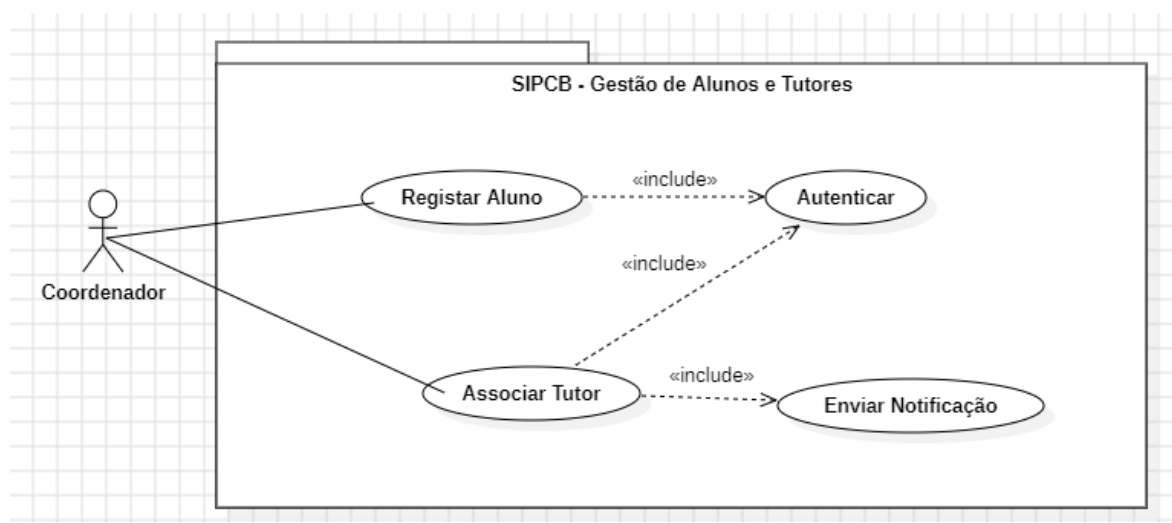 SIPCB - Gestão de Alunos e Tutores
Registar Aluno
«include»
Autenticar
«include»
Coordenador
Associar Tutor
«include»
Enviar Notificação